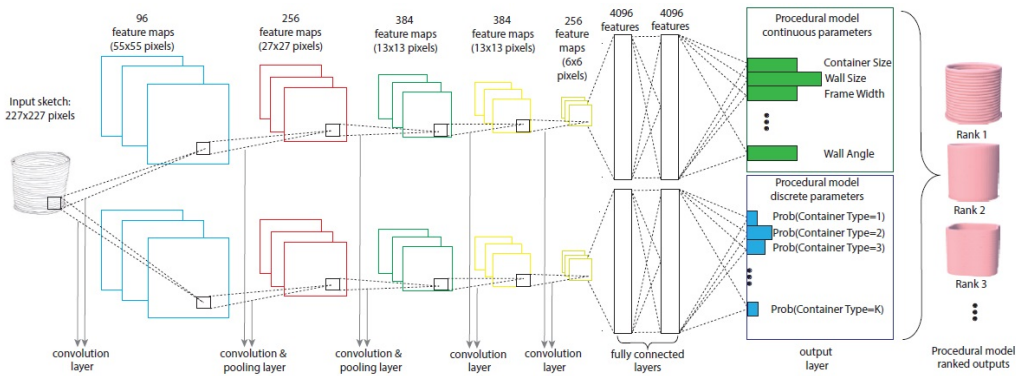 96
feature maps
(55x55 pixels)
256
feature maps
(27x27 pixels)
384
feature maps
(13x13 pixels)
384
feature maps
(13x13 pixels)
256
feature
maps
(6x6
pixels)
4096
features
4096
features
Input sketch:
227x227 pixels
Procedural model
continuous parameters
Container Size
Wall Size
Frame Width
Wall Angle
Procedural model
discrete parameters
Prob(Container Type=1)
Prob(Container Type=2)
Prob(Container Type=3)
Prob(Container Type=K)
Rank 1
Rank 2
Rank 3
convolution
layer
convolution &
pooling layer
convolution &
pooling layer
convolution
layer
convolution
layer
fully connected
layers
output
layer
Procedural model
ranked outputs